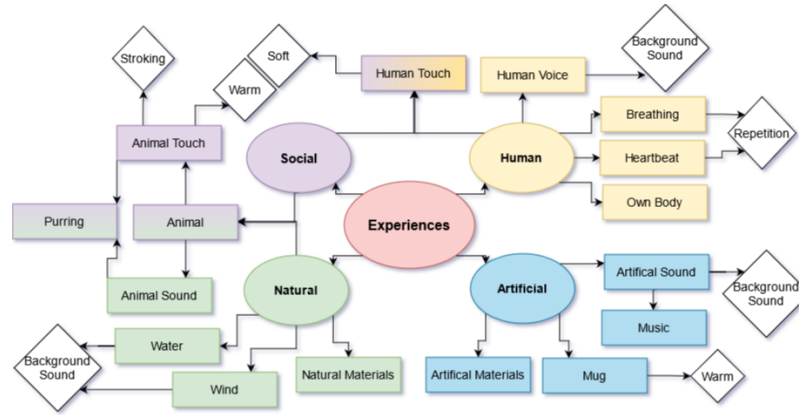 Background
Sound
Stroking
Soft
Human Touch
Human Voice
Warm
Breathing
Animal Touch
Repetition
Social
Human
Heartbeat
Own Body
Purring
Animal
Experiences
Artifical Sound
Animal Sound
Natural
Artificial
Background
Sound
Music
Water
Background
Sound
Natural Materials
Artifical Materials
Mug
Warm
Wind